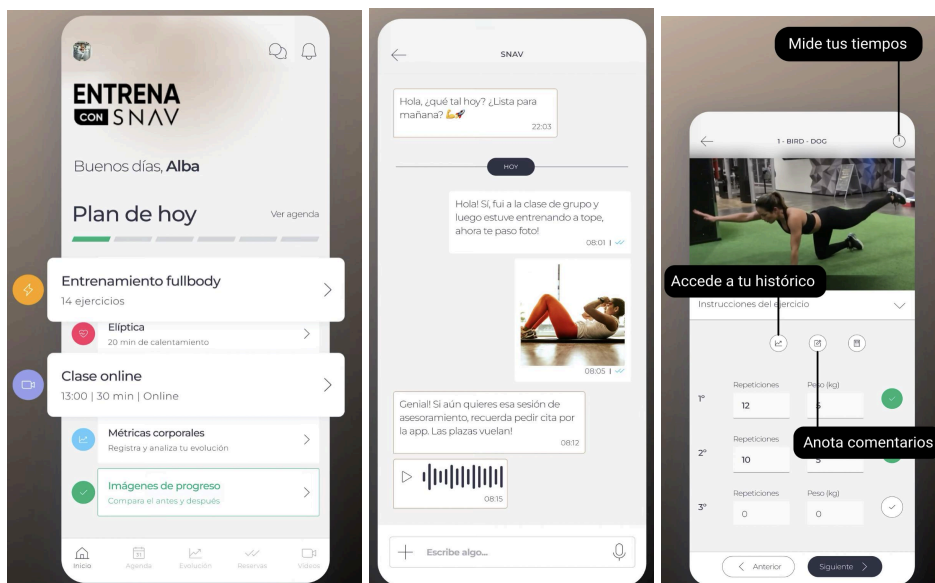 ENTRENA
CON SNAV
Buenos días, Alba
Plan de hoy
Ver agenda
Entrenamiento fullbody
14 ejercicios
Elíptica
20 min de calentamiento
Clase online
13:00 | 30 min | Online
Métricas corporales
Registra y analiza tu evolución
Imágenes de progreso
Compara el antes y después
Inicio
31
Agenda
Evolución
Reservas
Vídeos
SNAV
Hola, ¿qué tal hoy? ¿Lista para
mañana? 💪🚀
22:03
HOY
Hola! Sí, fui a la clase de grupo y
luego estuve entrenando a tope,
ahora te paso foto!
08:01
08:05
Genial! Si aún quieres esa sesión de
asesoramiento, recuerda pedir cita por
la app. Las plazas vuelan!
08:12
08:15
Escribe algo...
Mide tus tiempos
1 - BIRD - DOG
Accede a tu histórico
Instrucciones del ejercicio
Repeticiones Peso (kg)
1º 12
Repeticiones
Anota comentarios
2º 10 5
Repeticiones Peso (kg)
3º 0 0
Anterior Siguiente